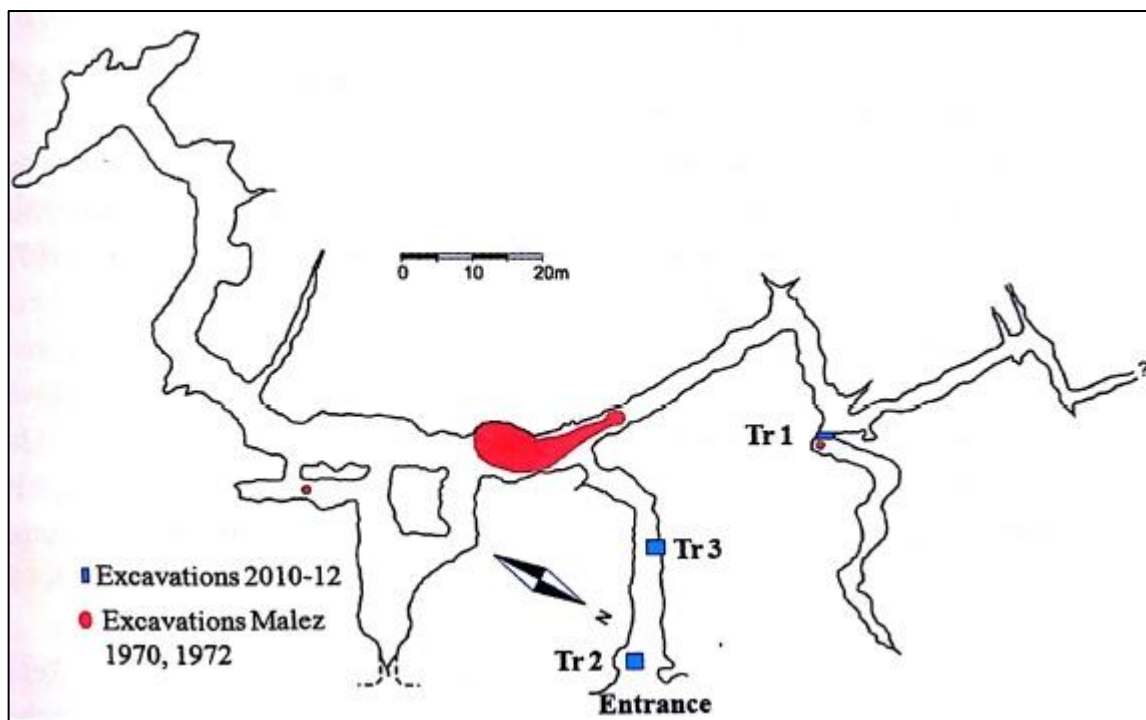 0 10 20m
?
Tr 1
Tr 3
Excavations 2010-12
N
Excavations Malez
1970, 1972
Tr 2
Entrance